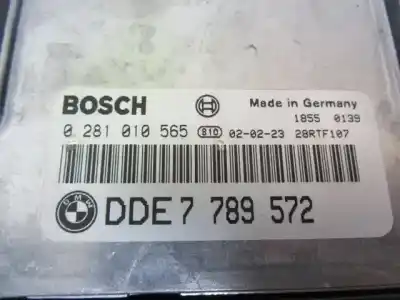 BOSCH Made in Germany
1855 0139
0 281 010 565 810 02-02-23 28RTF107
BMW DDE 7 789 572